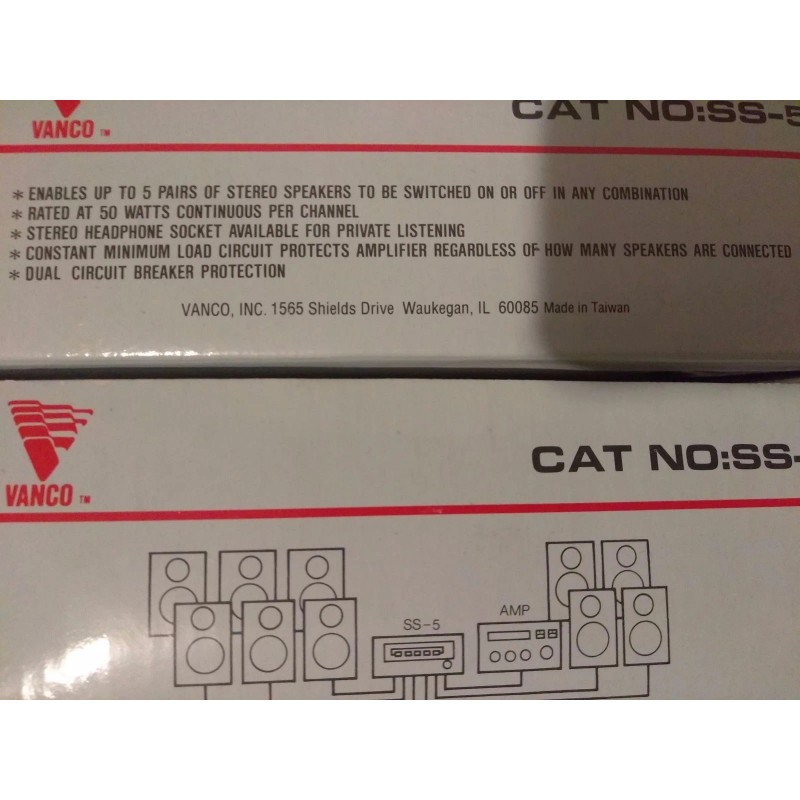 VANCO ™
CAT NO:SS-5
* ENABLES UP TO 5 PAIRS OF STEREO SPEAKERS TO BE SWITCHED ON OR OFF IN ANY COMBINATION
* RATED AT 50 WATTS CONTINUOUS PER CHANNEL
* STEREO HEADPHONE SOCKET AVAILABLE FOR PRIVATE LISTENING
* CONSTANT MINIMUM LOAD CIRCUIT PROTECTS AMPLIFIER REGARDLESS OF HOW MANY SPEAKERS ARE CONNECTED
* DUAL CIRCUIT BREAKER PROTECTION
VANCO, INC. 1565 Shields Drive Waukegan, IL 60085 Made in Taiwan
VANCO ™
CAT NO:SS-
SS-5
AMP